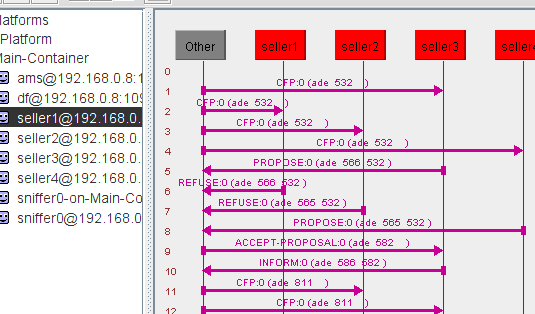 latforms
Platform
Main-Container
ams@192.168.0.8:1
df@192.168.0.8:109
seller1@192.168.0.
seller2@192.168.0.
seller3@192.168.0.
seller4@192.168.0.
sniffer0-on-Main-Co
sniffer0@192.168.0
Other seller1 seller2 seller3 seller4
0
1 CFP:0 (ade 532 )
2 CFP:0 (ade 532 )
3 CFP:0 (ade 532 )
4 CFP:0 (ade 532 )
5 PROPOSE:0 (ade 566 532)
6 REFUSE:0 (ade 566 532)
7 REFUSE:0 (ade 565 532)
8 PROPOSE:0 (ade 565 532)
9 ACCEPT-PROPOSAL:0 (ade 582 )
10 INFORM:0 (ade 586 582)
11 CFP:0 (ade 811 )
12 CFP:0 (ade 811 )